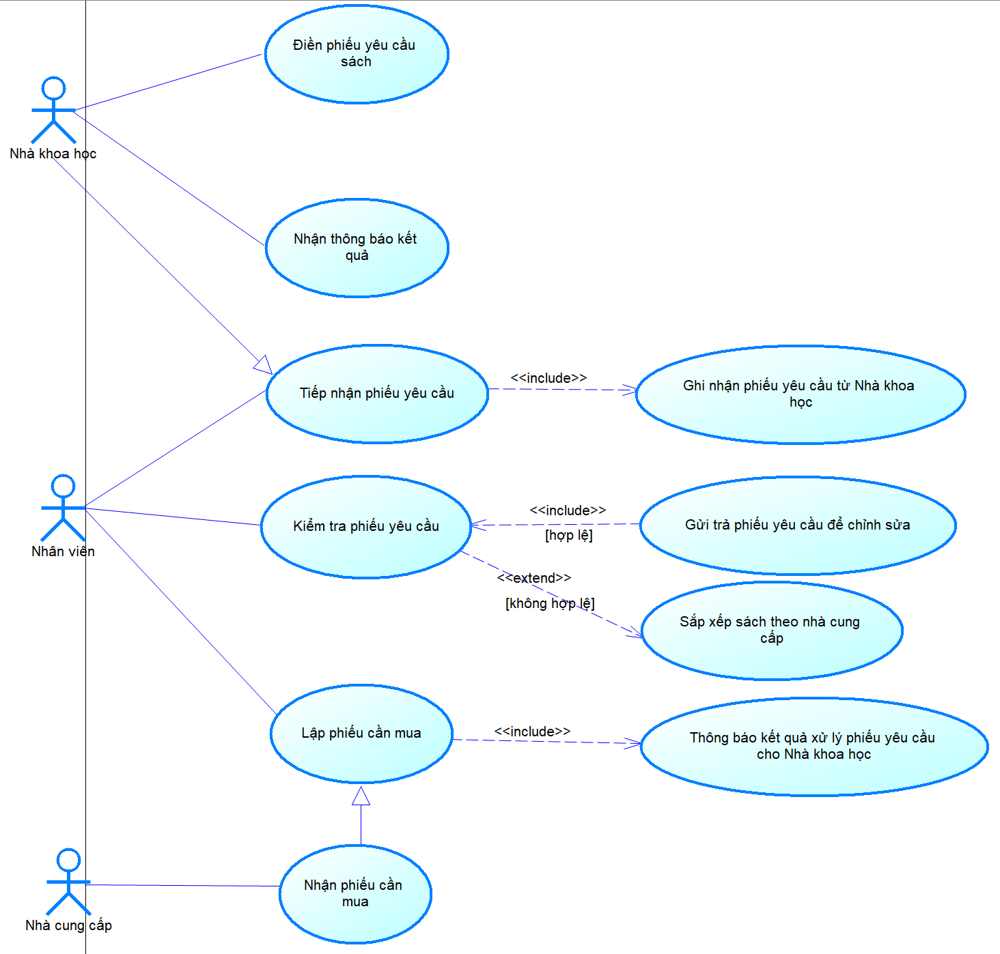 Điền phiếu yêu cầu
sách
Nhà khoa học
Nhận thông báo kết
quả
Tiếp nhận phiếu yêu cầu
<<include>>
Ghi nhận phiếu yêu cầu từ Nhà khoa
học
Nhân viên
Kiểm tra phiếu yêu cầu
<<include>>
[hợp lệ]
Gửi trả phiếu yêu cầu để chỉnh sửa
<<extend>>
[không hợp lệ]
Sắp xếp sách theo nhà cung
cấp
Lập phiếu cần mua
<<include>>
Thông báo kết quả xử lý phiếu yêu cầu
cho Nhà khoa học
Nhà cung cấp
Nhận phiếu cần
mua